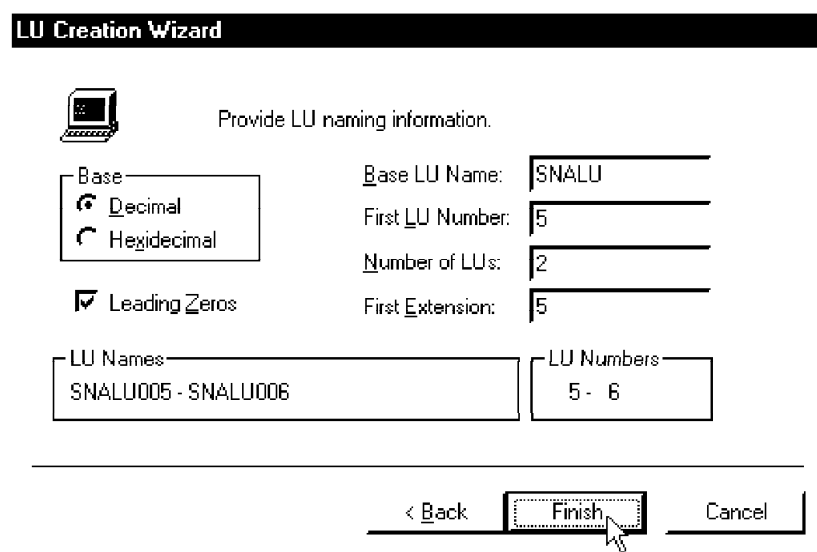 LU Creation Wizard
Provide LU naming information.
Base
Decimal
Hexidecimal
Leading Zeros
Base LU Name: SNALU
First LU Number: 5
Number of LUs: 2
First Extension: 5
LU Names
SNALU005 - SNALU006
LU Numbers
5 - 6
< Back Finish Cancel